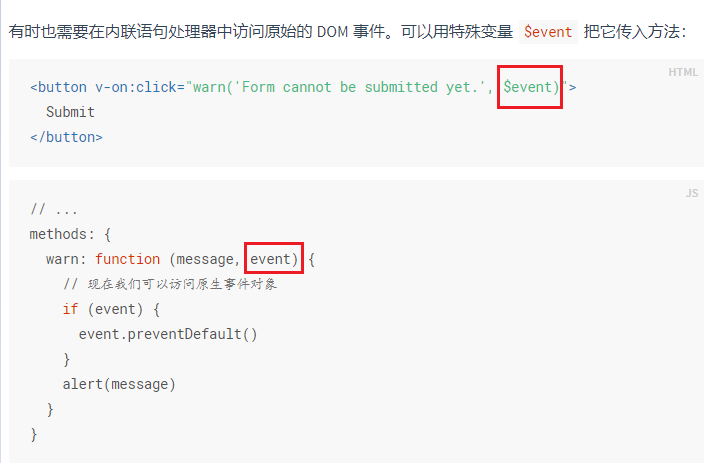 有时也需要在内联语句处理器中访问原始的 DOM 事件。可以用特殊变量 $event 把它传入方法：
HTML
<button v-on:click="warn('Form cannot be submitted yet.', $event)">
  Submit
</button>
JS
// ...
methods: {
  warn: function (message, event) {
    // 现在我们可以访问原生事件对象
    if (event) {
      event.preventDefault()
    }
    alert(message)
  }
}